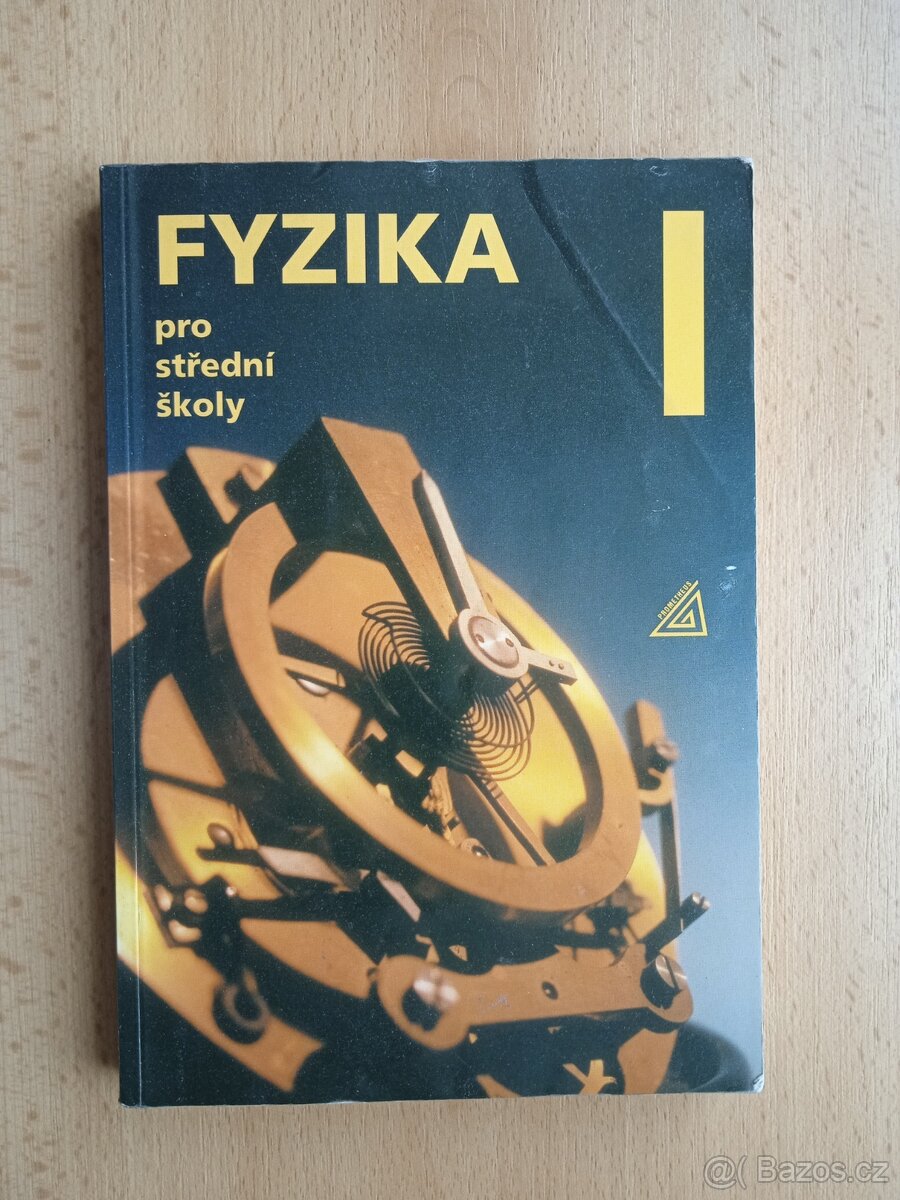 FYZIKA
I
pro
střední
školy
PROMETHEUS
@( Bazos.cz